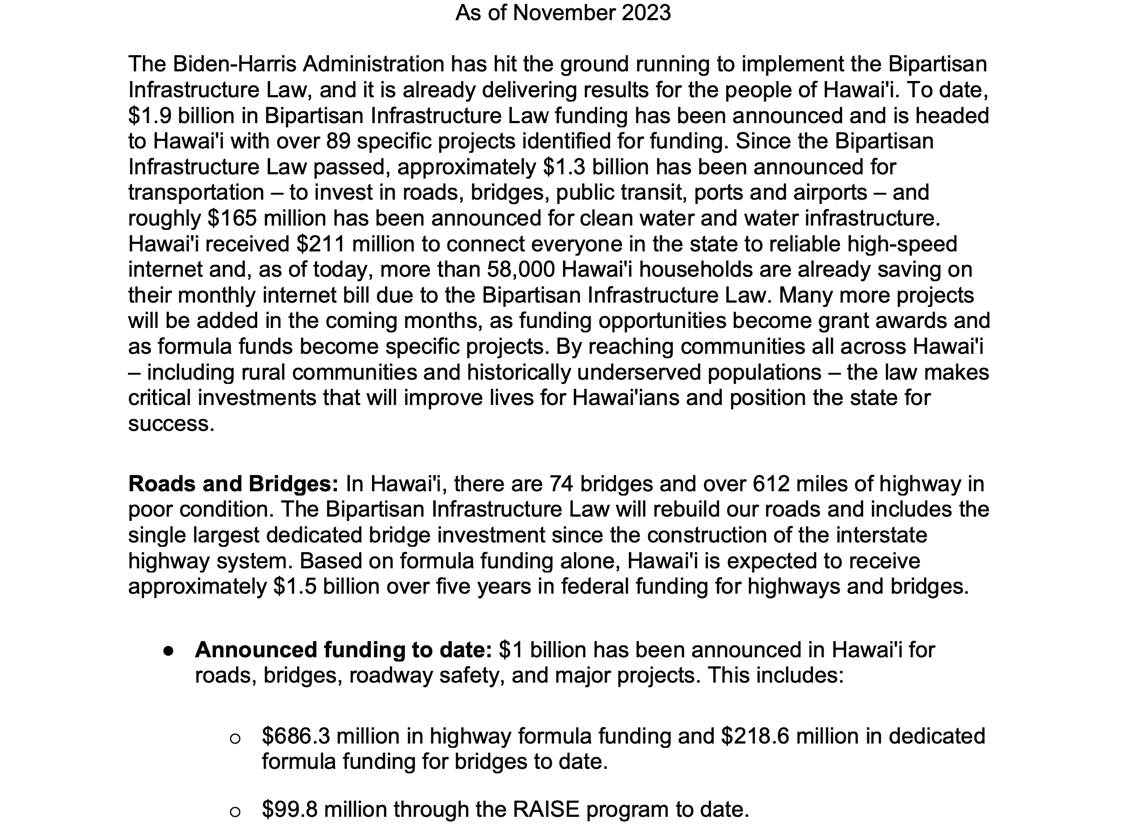 As of November 2023
The Biden-Harris Administration has hit the ground running to implement the Bipartisan
Infrastructure Law, and it is already delivering results for the people of Hawai'i. To date,
$1.9 billion in Bipartisan Infrastructure Law funding has been announced and is headed
to Hawai'i with over 89 specific projects identified for funding. Since the Bipartisan
Infrastructure Law passed, approximately $1.3 billion has been announced for
transportation – to invest in roads, bridges, public transit, ports and airports – and
roughly $165 million has been announced for clean water and water infrastructure.
Hawai'i received $211 million to connect everyone in the state to reliable high-speed
internet and, as of today, more than 58,000 Hawai'i households are already saving on
their monthly internet bill due to the Bipartisan Infrastructure Law. Many more projects
will be added in the coming months, as funding opportunities become grant awards and
as formula funds become specific projects. By reaching communities all across Hawai'i
– including rural communities and historically underserved populations – the law makes
critical investments that will improve lives for Hawai'ians and position the state for
success.
Roads and Bridges: In Hawai'i, there are 74 bridges and over 612 miles of highway in
poor condition. The Bipartisan Infrastructure Law will rebuild our roads and includes the
single largest dedicated bridge investment since the construction of the interstate
highway system. Based on formula funding alone, Hawai'i is expected to receive
approximately $1.5 billion over five years in federal funding for highways and bridges.
● Announced funding to date: $1 billion has been announced in Hawai'i for
roads, bridges, roadway safety, and major projects. This includes:
o $686.3 million in highway formula funding and $218.6 million in dedicated
formula funding for bridges to date.
o $99.8 million through the RAISE program to date.